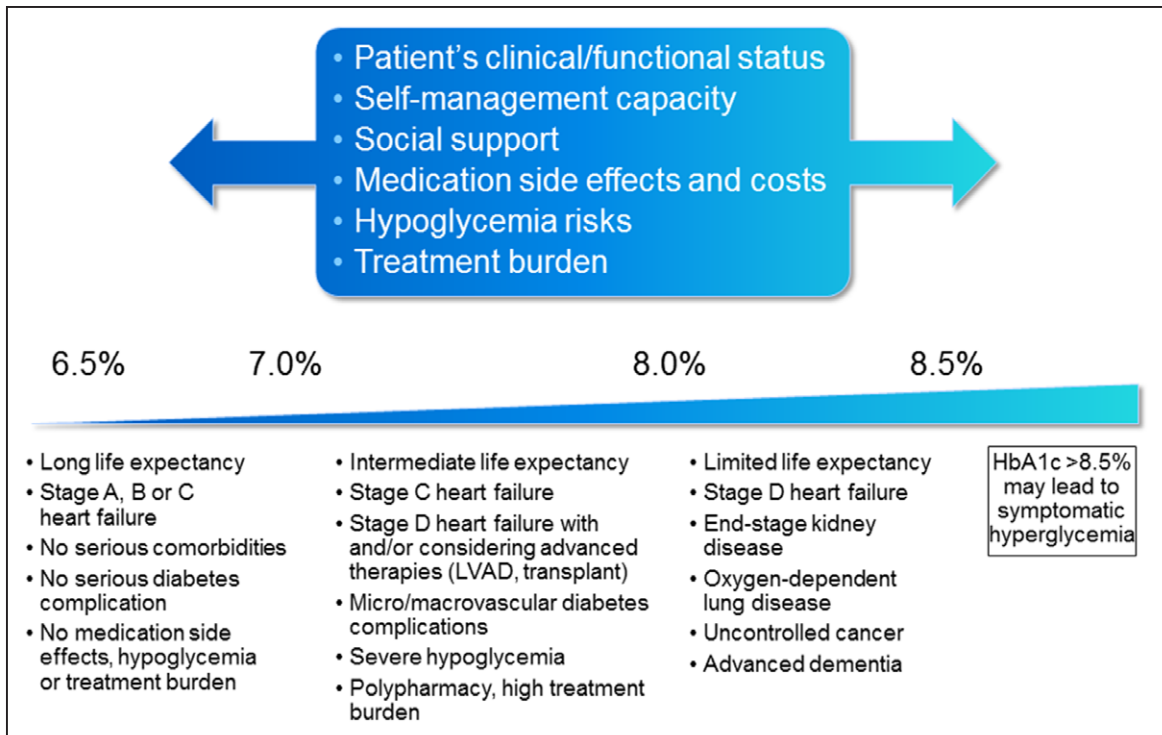 • Patient's clinical/functional status
• Self-management capacity
• Social support
• Medication side effects and costs
• Hypoglycemia risks
• Treatment burden
6.5% 7.0% 8.0% 8.5%
• Long life expectancy
• Stage A, B or C
heart failure
• No serious comorbidities
• No serious diabetes
complication
• No medication side
effects, hypoglycemia
or treatment burden
• Intermediate life expectancy
• Stage C heart failure
• Stage D heart failure with
and/or considering advanced
therapies (LVAD, transplant)
• Micro/macrovascular diabetes
complications
• Severe hypoglycemia
• Polypharmacy, high treatment
burden
• Limited life expectancy
• Stage D heart failure
• End-stage kidney
disease
• Oxygen-dependent
lung disease
• Uncontrolled cancer
• Advanced dementia
HbA1c >8.5%
may lead to
symptomatic
hyperglycemia